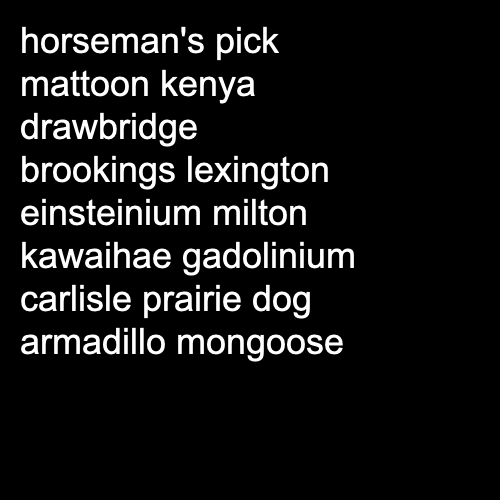 horseman's pick
mattoon kenya
drawbridge
brookings lexington
einsteinium milton
kawaihae gadolinium
carlisle prairie dog
armadillo mongoose